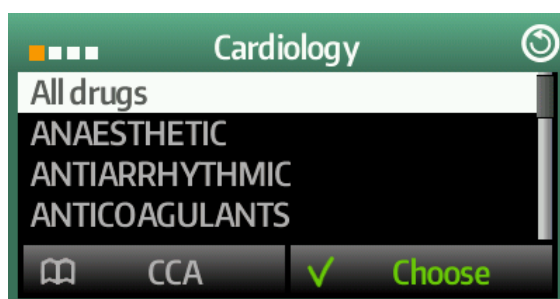 Cardiology
All drugs
ANAESTHETIC
ANTIARRHYTHMIC
ANTICOAGULANTS
CCA Choose